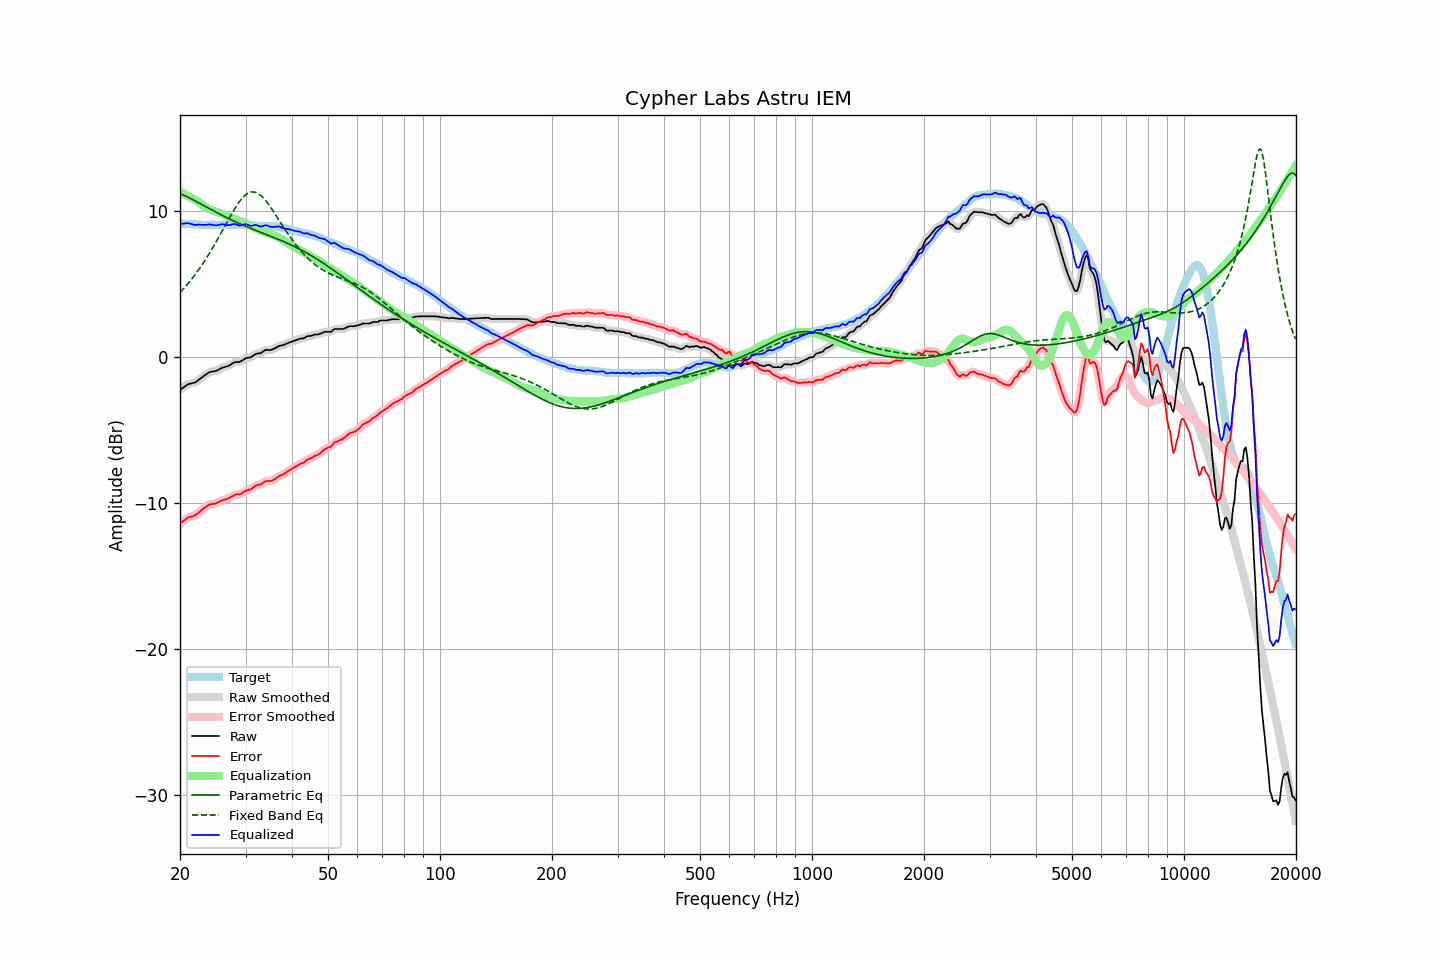 Cypher Labs Astru IEM
Amplitude (dBr)
10
0
−10
−20
−30
Target
Raw Smoothed
Error Smoothed
Raw
Error
Equalization
Parametric Eq
Fixed Band Eq
Equalized
20
50
100
200
500
1000
2000
5000
10000
20000
Frequency (Hz)